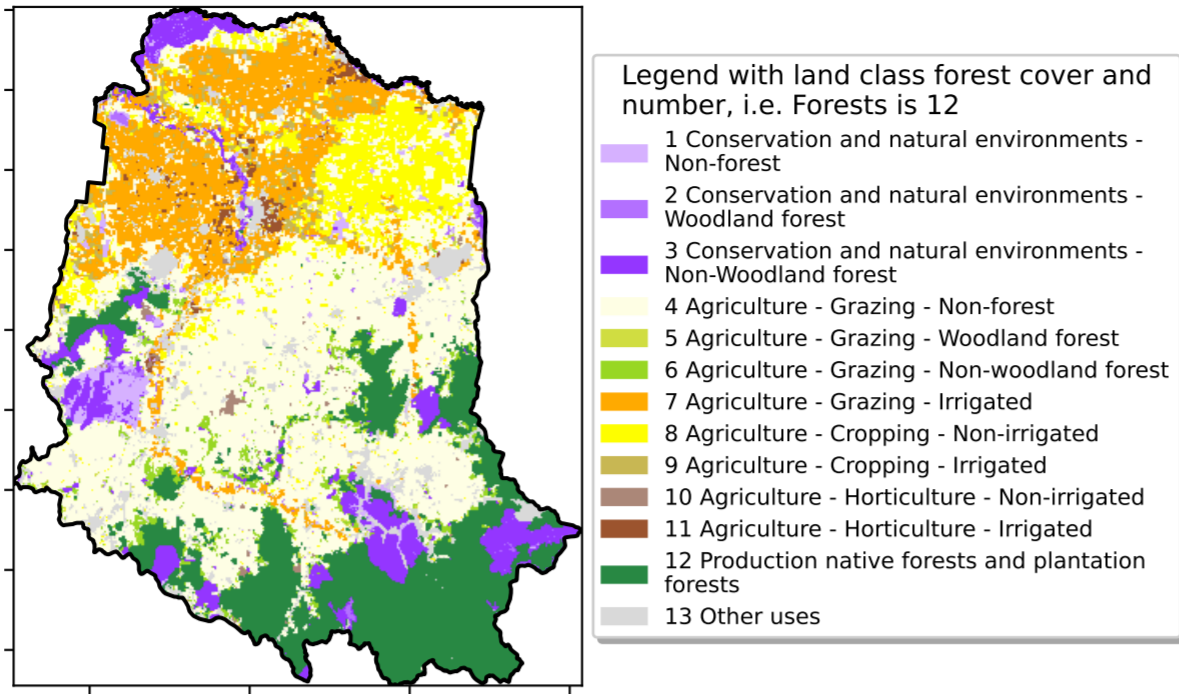 Legend with land class forest cover and
number, i.e. Forests is 12
1 Conservation and natural environments -
Non-forest
2 Conservation and natural environments -
Woodland forest
3 Conservation and natural environments -
Non-Woodland forest
4 Agriculture - Grazing - Non-forest
5 Agriculture - Grazing - Woodland forest
6 Agriculture - Grazing - Non-woodland forest
7 Agriculture - Grazing - Irrigated
8 Agriculture - Cropping - Non-irrigated
9 Agriculture - Cropping - Irrigated
10 Agriculture - Horticulture - Non-irrigated
11 Agriculture - Horticulture - Irrigated
12 Production native forests and plantation
forests
13 Other uses